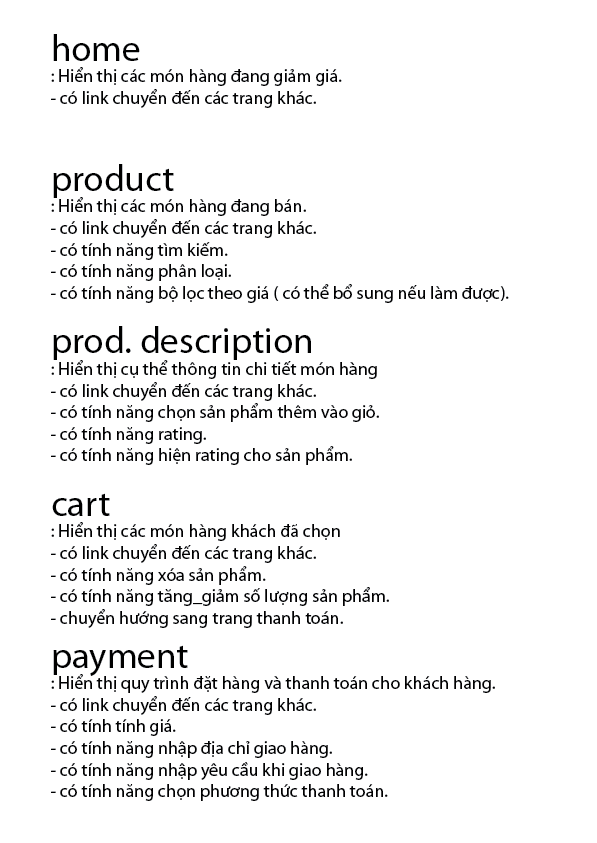 home
: Hiển thị các món hàng đang giảm giá.
- có link chuyển đến các trang khác.
product
: Hiển thị các món hàng đang bán.
- có link chuyển đến các trang khác.
- có tính năng tìm kiếm.
- có tính năng phân loại.
- có tính năng bộ lọc theo giá ( có thể bổ sung nếu làm được).
prod. description
: Hiển thị cụ thể thông tin chi tiết món hàng
- có link chuyển đến các trang khác.
- có tính năng chọn sản phẩm thêm vào giỏ.
- có tính năng rating.
- có tính năng hiện rating cho sản phẩm.
cart
: Hiển thị các món hàng khách đã chọn
- có link chuyển đến các trang khác.
- có tính năng xóa sản phẩm.
- có tính năng tăng_giảm số lượng sản phẩm.
- chuyển hướng sang trang thanh toán.
payment
: Hiển thị quy trình đặt hàng và thanh toán cho khách hàng.
- có link chuyển đến các trang khác.
- có tính tính giá.
- có tính năng nhập địa chỉ giao hàng.
- có tính năng nhập yêu cầu khi giao hàng.
- có tính năng chọn phương thức thanh toán.